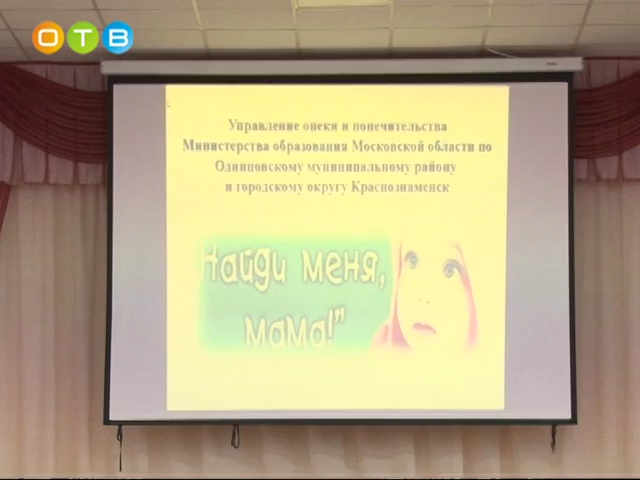 ОТВ
Управление опеки и попечительства
Министерства образования Московской области по
Одинцовскому муниципальному району
и городскому округу Краснознаменск
Найди меня,
мама!"